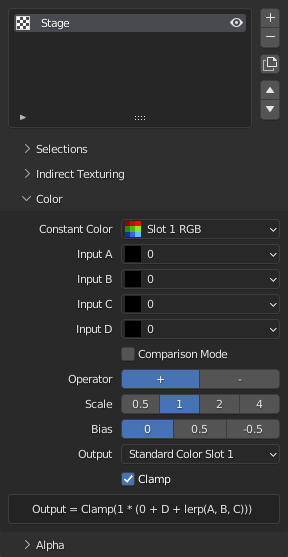 Stage
Selections
Indirect Texturing
Color
Constant Color Slot 1 RGB
Input A 0
Input B 0
Input C 0
Input D 0
Comparison Mode
Operator + -
Scale 0.5 1 2 4
Bias 0 0.5 -0.5
Output Standard Color Slot 1
Clamp
Output = Clamp(1 * (0 + D + lerp(A, B, C)))
Alpha